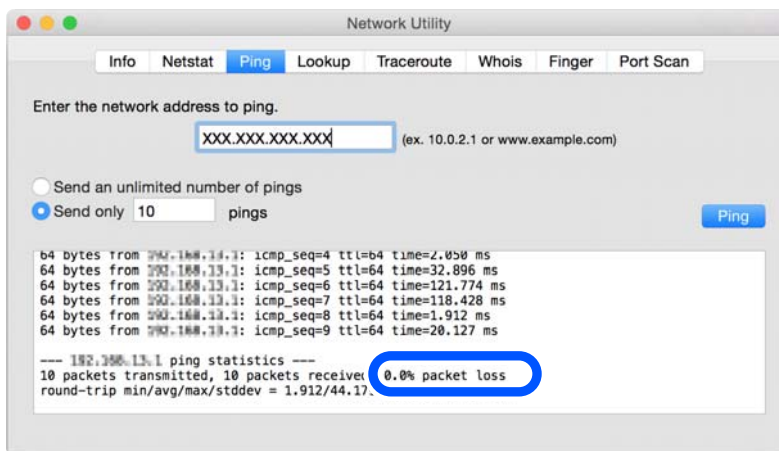 Network Utility
Info Netstat Ping Lookup Traceroute Whois Finger Port Scan
Enter the network address to ping.
XXX.XXX.XXX.XXX (ex. 10.0.2.1 or www.example.com)
Send an unlimited number of pings
Send only 10 pings
Ping
64 bytes from icmp_seq=4 ttl=64 time=2.050 ms
64 bytes from icmp_seq=5 ttl=64 time=32.896 ms
64 bytes from icmp_seq=6 ttl=64 time=121.774 ms
64 bytes from icmp_seq=7 ttl=64 time=118.428 ms
64 bytes from icmp_seq=8 ttl=64 time=1.912 ms
64 bytes from icmp_seq=9 ttl=64 time=20.127 ms
--- ping statistics ---
10 packets transmitted, 10 packets received 0.0% packet loss
round-trip min/avg/max/stddev = 1.912/44.17